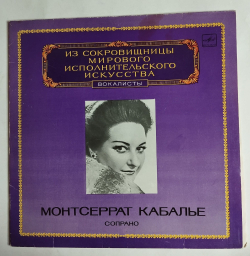 ИЗ СОКРОВИЩНИЦЫ
МИРОВОГО
ИСПОЛНИТЕЛЬСКОГО
ИСКУССТВА
ВОКАЛИСТЫ
МОНТСЕРРАТ КАБАЛЬЕ
СОПРАНО